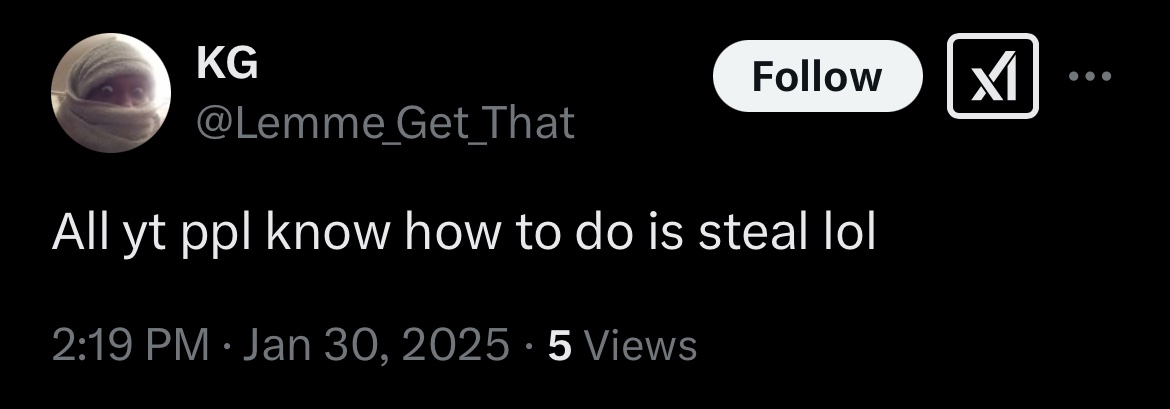 KG
Follow
@Lemme_Get_That
All yt ppl know how to do is steal lol
2:19 PM · Jan 30, 2025 · 5 Views